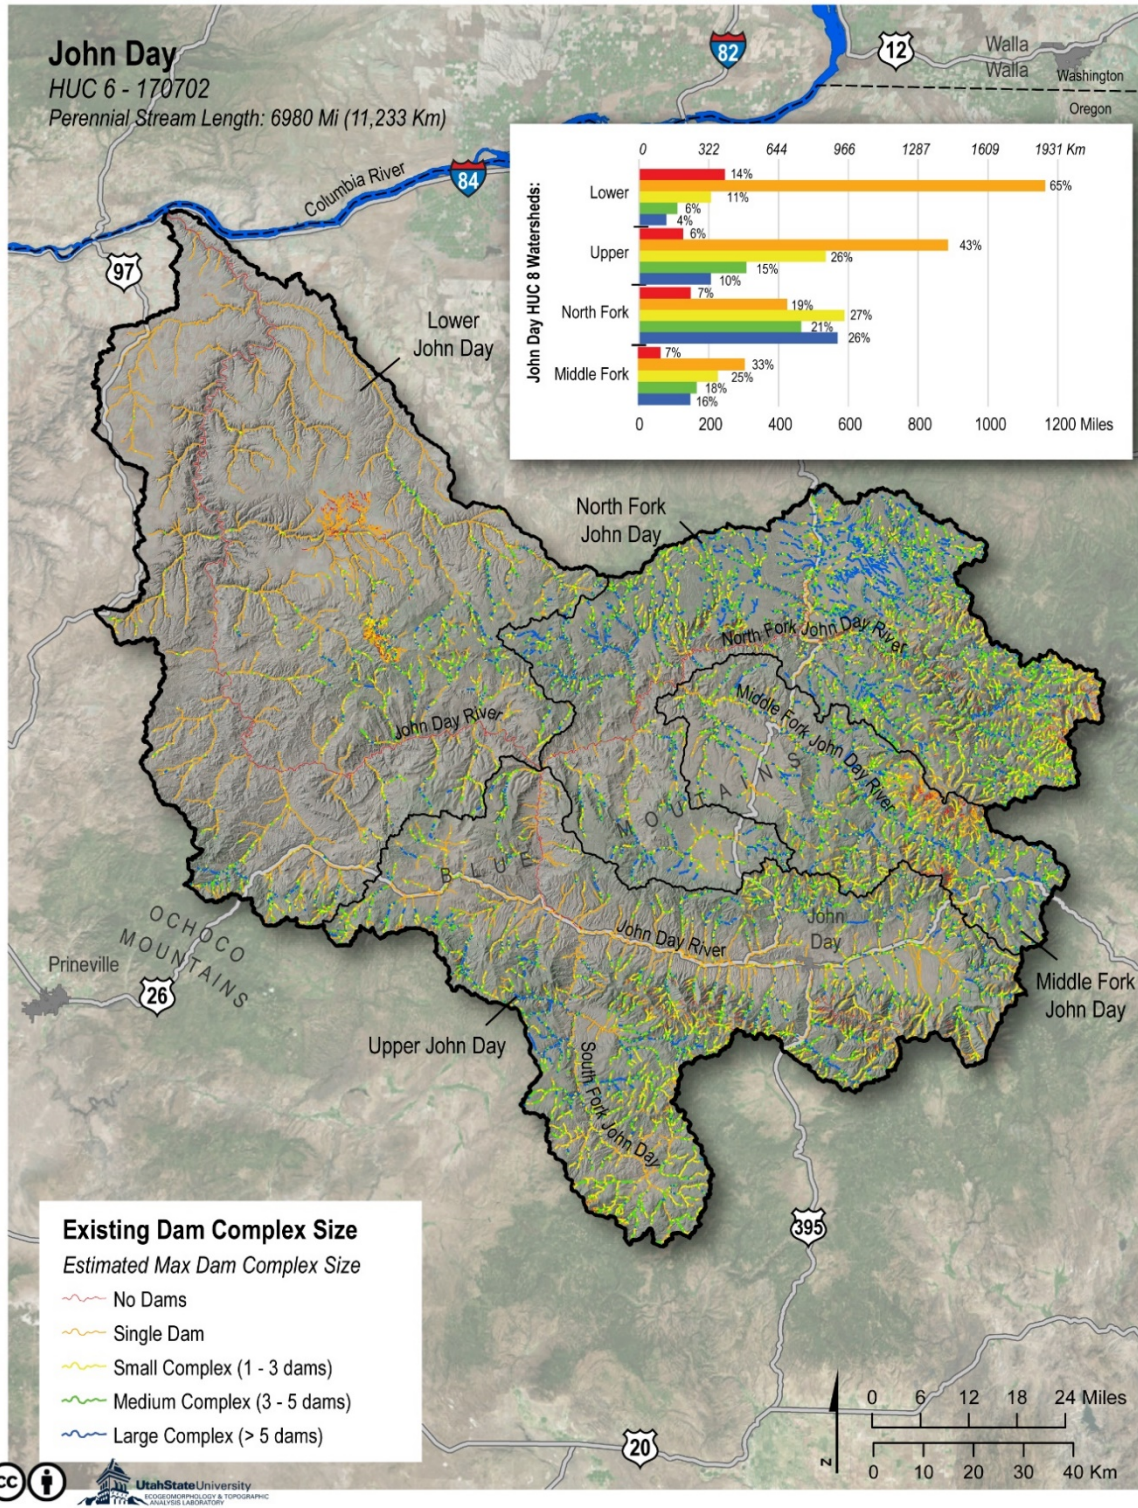 John Day
HUC 6 - 170702
Perennial Stream Length: 6980 Mi (11,233 Km)
82
12
Walla
Walla
Washington
Oregon
Columbia River
84
97
John Day HUC 8 Watersheds:
0 322 644 966 1287 1609 1931 Km
Lower
14%
65%
11%
6%
4%
Upper
6%
43%
26%
15%
10%
North Fork
7%
19%
27%
21%
26%
Middle Fork
7%
33%
25%
18%
16%
0 200 400 600 800 1000 1200 Miles
Lower
John Day
North Fork
John Day
North Fork John Day River
Middle Fork John Day River
John Day River
BLUE MOUNTAINS
John Day River
John
Day
OCHOCO
MOUNTAINS
Prineville
26
Middle Fork
John Day
Upper John Day
South Fork John Day
395
20
Existing Dam Complex Size
Estimated Max Dam Complex Size
No Dams
Single Dam
Small Complex (1 - 3 dams)
Medium Complex (3 - 5 dams)
Large Complex (> 5 dams)
N
0 6 12 18 24 Miles
0 10 20 30 40 Km
cc
UtahStateUniversity
ECOGEOMORPHOLOGY & TOPOGRAPHIC
ANALYSIS LABORATORY